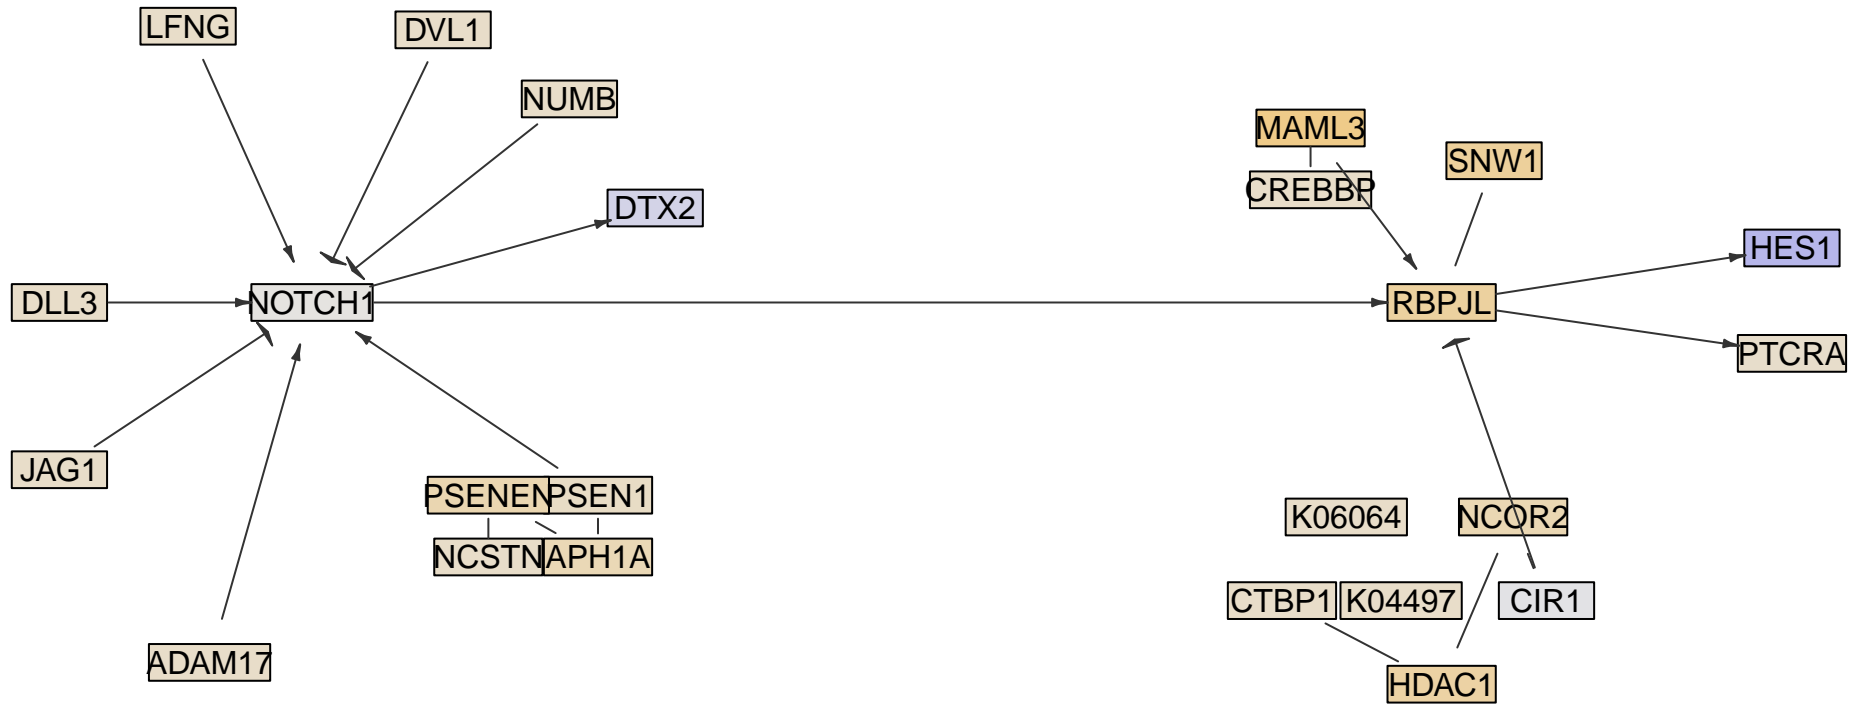 LFNG
DVL1
NUMB
MAML3
SNW1
CREBBP
DTX2
HES1
DLL3
NOTCH1
RBPJL
PTCRA
JAG1
PSENEN
PSEN1
K06064
NCOR2
NCSTN
APH1A
CTBP1
K04497
CIR1
ADAM17
HDAC1